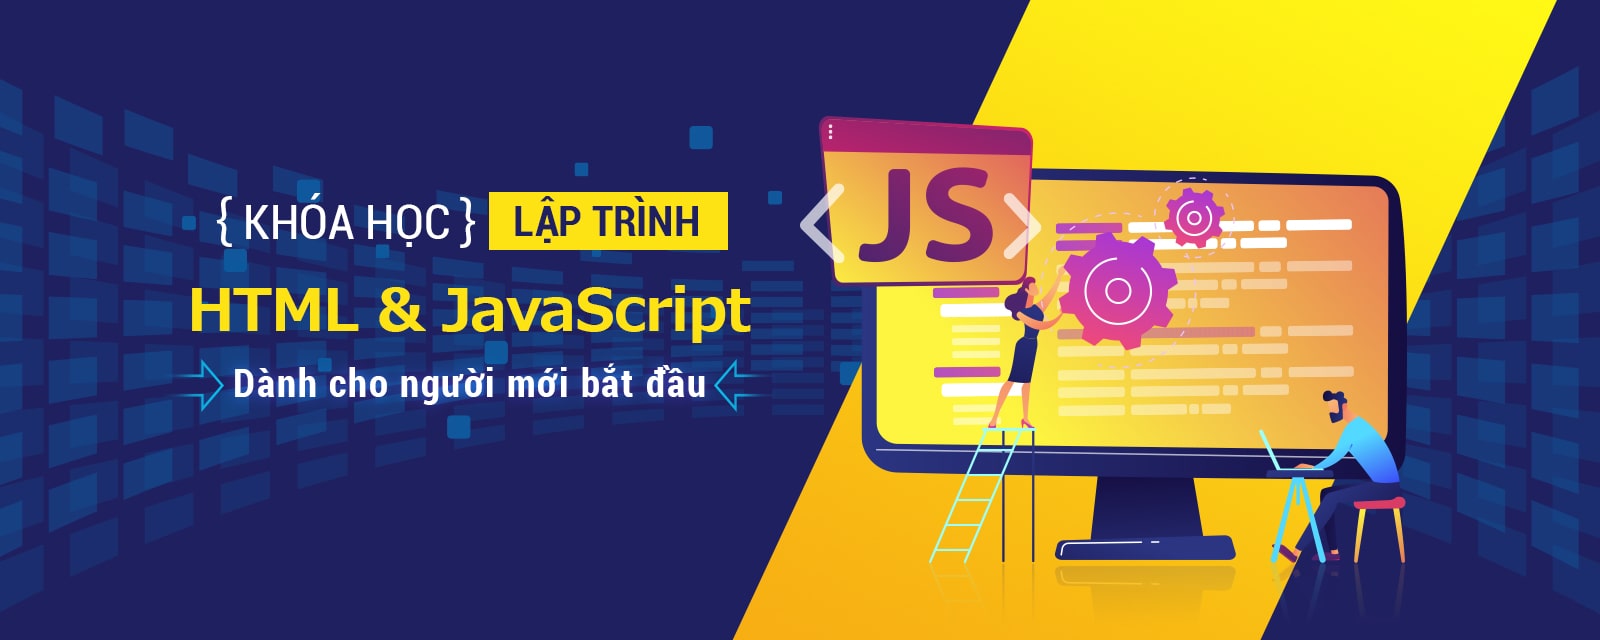 { KHÓA HỌC } LẬP TRÌNH
HTML & JavaScript
Dành cho người mới bắt đầu
< JS >